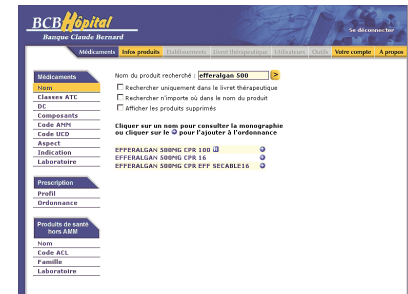 BCB Hôpital
Banque Claude Bernard
Se déconnecter
Médicaments Infos produits Etablissements Livret thérapeutique Utilisateurs Outils Votre compte A propos
Médicaments
Nom
Classes ATC
DC
Composants
Code AMM
Code UCD
Aspect
Indication
Laboratoire
Prescription
Profil
Ordonnance
Produits de santé
hors AMM
Nom
Code ACL
Famille
Laboratoire
Nom du produit recherché : efferalgan 500 >
Rechercher uniquement dans le livret thérapeutique
Rechercher n'importe où dans le nom du produit
Afficher les produits supprimés
Cliquer sur un nom pour consulter la monographie
ou cliquer sur le pour l'ajouter à l'ordonnance
EFFERALGAN 500MG CPR 100
EFFERALGAN 500MG CPR 16
EFFERALGAN 500MG CPR EFF SECABLE16